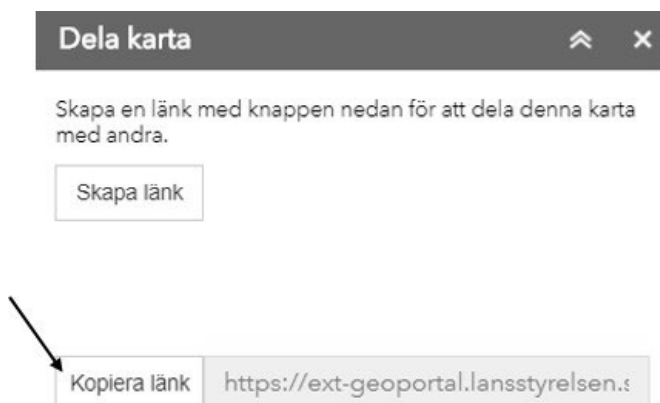 Dela karta
Skapa en länk med knappen nedan för att dela denna karta
med andra.
Skapa länk
Kopiera länk https://ext-geoportal.lansstyrelsen.s